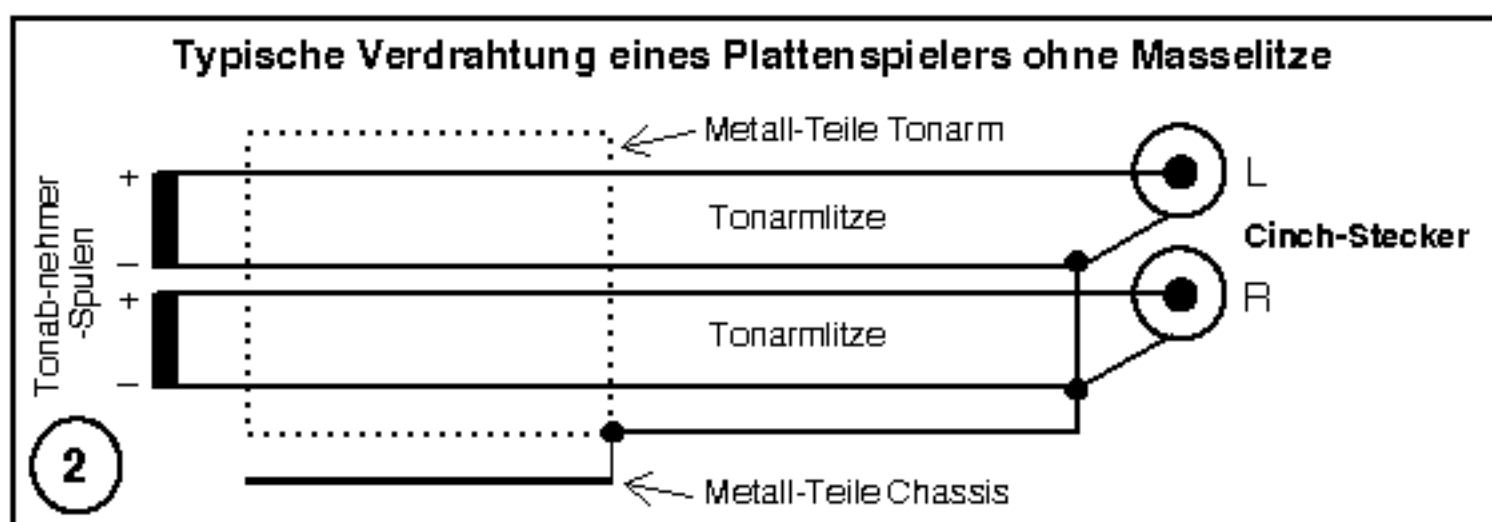 Typische Verdrahtung eines Plattenspielers ohne Masselitze
Metall-Teile Tonarm
+
L
Tonarmlitze
Cinch-Stecker
–
+
R
Tonarmlitze
–
Tonab-nehmer
-Spulen
2
Metall-Teile Chassis